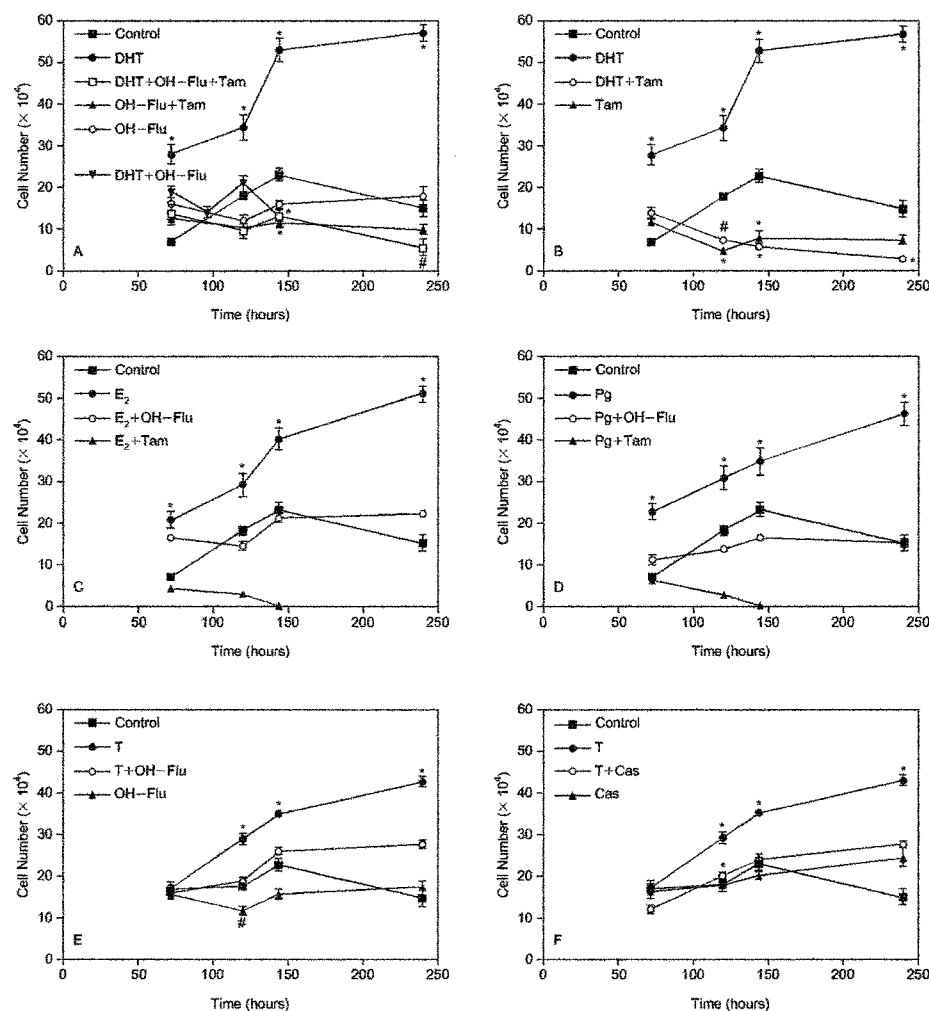 60
50
40
30
20
10
0
0 50 100 150 200 250
Cell Number (× 10⁴)
Time (hours)
Control
DHT
DHT+OH–Flu+Tam
OH–Flu+Tam
OH–Flu
DHT+OH–Flu
* * * * * * #
A
60
50
40
30
20
10
0
0 50 100 150 200 250
Cell Number (× 10⁴)
Time (hours)
Control
DHT
DHT+Tam
Tam
* * * * # * * * *
B
60
50
40
30
20
10
0
0 50 100 150 200 250
Cell Number (× 10⁴)
Time (hours)
Control
E₂
E₂+OH–Flu
E₂+Tam
* * * *
C
60
50
40
30
20
10
0
0 50 100 150 200 250
Cell Number (× 10⁴)
Time (hours)
Control
Pg
Pg+OH–Flu
Pg+Tam
* * * *
D
60
50
40
30
20
10
0
0 50 100 150 200 250
Cell Number (× 10⁴)
Time (hours)
Control
T
T+OH–Flu
OH–Flu
* * * #
E
60
50
40
30
20
10
0
0 50 100 150 200 250
Cell Number (× 10⁴)
Time (hours)
Control
T
T+Cas
Cas
* * * *
F